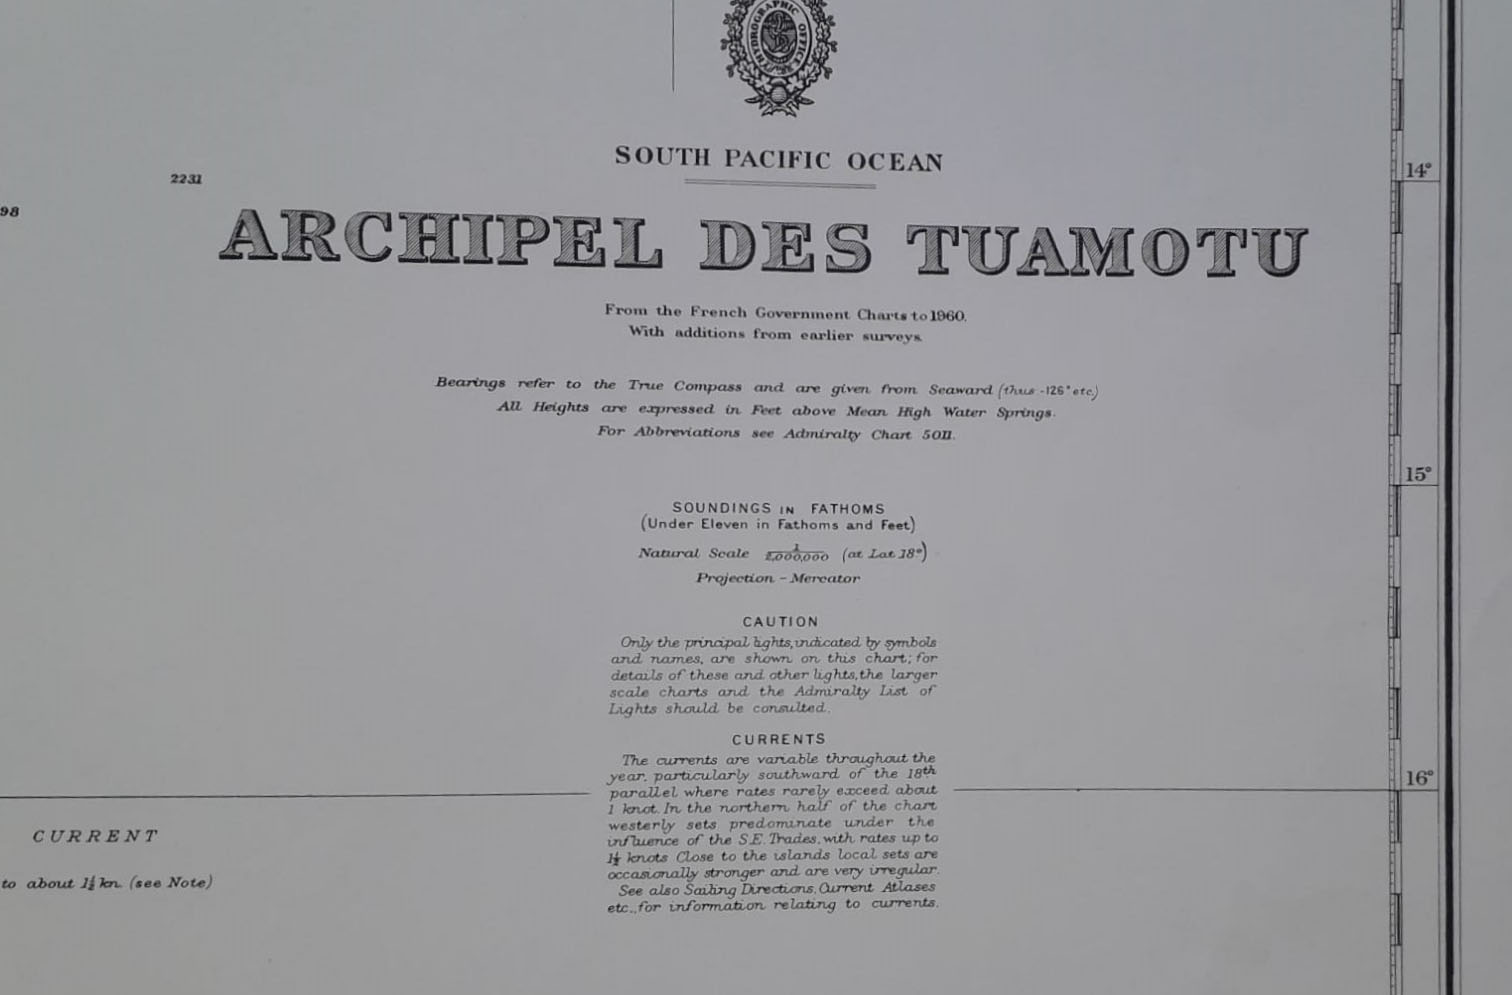 HYDROGRAPHIC OFFICE
SOUTH PACIFIC OCEAN
14°
2231
98
ARCHIPEL DES TUAMOTU
From the French Government Charts to 1960.
With additions from earlier surveys.
Bearings refer to the True Compass and are given from Seaward (thus -126° etc.)
All Heights are expressed in Feet above Mean High Water Springs.
For Abbreviations see Admiralty Chart 5011.
15°
SOUNDINGS IN FATHOMS
(Under Eleven in Fathoms and Feet)
Natural Scale 1/2,000,000 (at Lat 18°)
Projection - Mercator
CAUTION
Only the principal lights, indicated by symbols
and names, are shown on this chart; for
details of these and other lights, the larger
scale charts and the Admiralty List of
Lights should be consulted.
CURRENTS
The currents are variable throughout the
year, particularly southward of the 18th
parallel where rates rarely exceed about
1 knot. In the northern half of the chart
westerly sets predominate under the
influence of the S.E. Trades, with rates up to
1½ knots Close to the islands local sets are
occasionally stronger and are very irregular.
See also Sailing Directions, Current Atlases
etc., for information relating to currents.
16°
CURRENT
to about 1½ kn. (see Note)